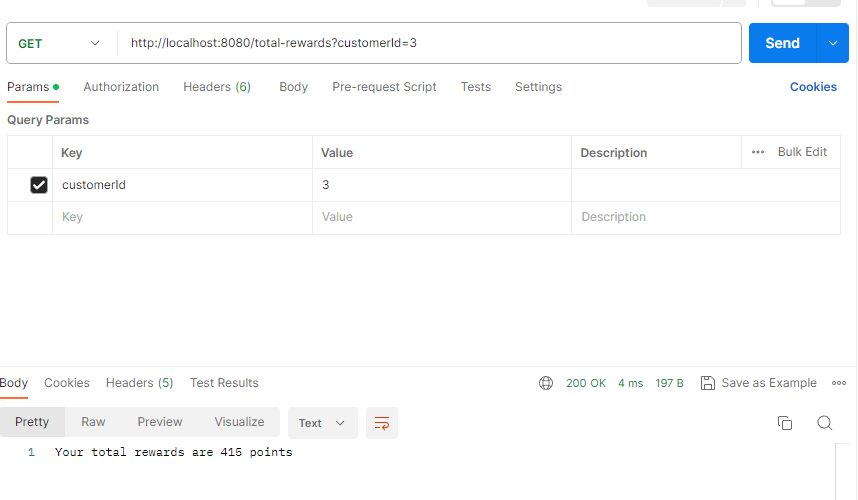 GET http://localhost:8080/total-rewards?customerId=3 Send
Params Authorization Headers (6) Body Pre-request Script Tests Settings Cookies
Query Params
Key Value Description ••• Bulk Edit
customerId 3
Key Value Description
Body Cookies Headers (5) Test Results 200 OK 4 ms 197 B Save as Example
Pretty Raw Preview Visualize Text
1 Your total rewards are 415 points